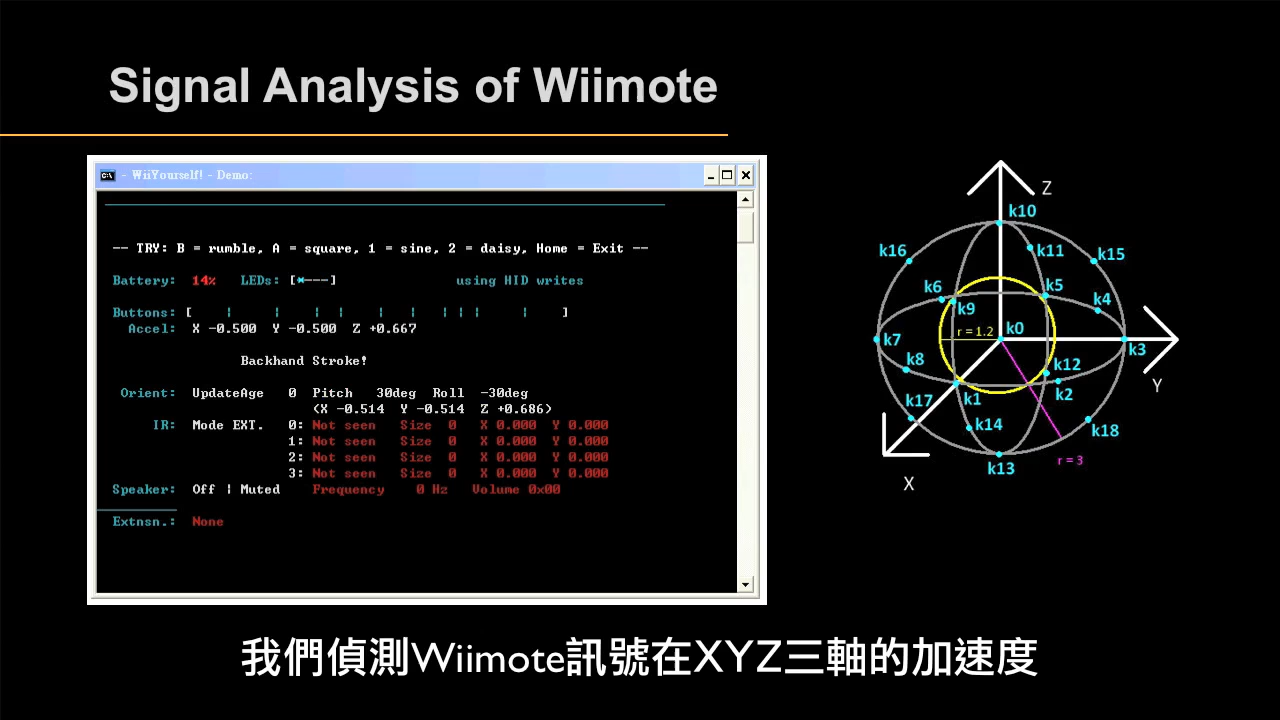 Signal Analysis of Wiimote
- WiiYourself! - Demo:
-- TRY: B = rumble, A = square, 1 = sine, 2 = daisy, Home = Exit --
Battery: 14% LEDs: [*---] using HID writes
Buttons: [ | | | | | | | | | ]
Accel: X -0.500 Y -0.500 Z +0.667
Backhand Stroke!
Orient: UpdateAge 0 Pitch 30deg Roll -30deg
(X -0.514 Y -0.514 Z +0.686)
IR: Mode EXT. 0: Not seen Size 0 X 0.000 Y 0.000
1: Not seen Size 0 X 0.000 Y 0.000
2: Not seen Size 0 X 0.000 Y 0.000
3: Not seen Size 0 X 0.000 Y 0.000
Speaker: Off | Muted Frequency 0 Hz Volume 0x00
Extnsn.: None
Z
k10
k16
k11
k15
k6
k5
k9
k4
r = 1.2
k0
k7
k3
k8
k12
Y
k1
k2
k17
k14
k18
k13
r = 3
X
我們偵測Wiimote訊號在XYZ三軸的加速度